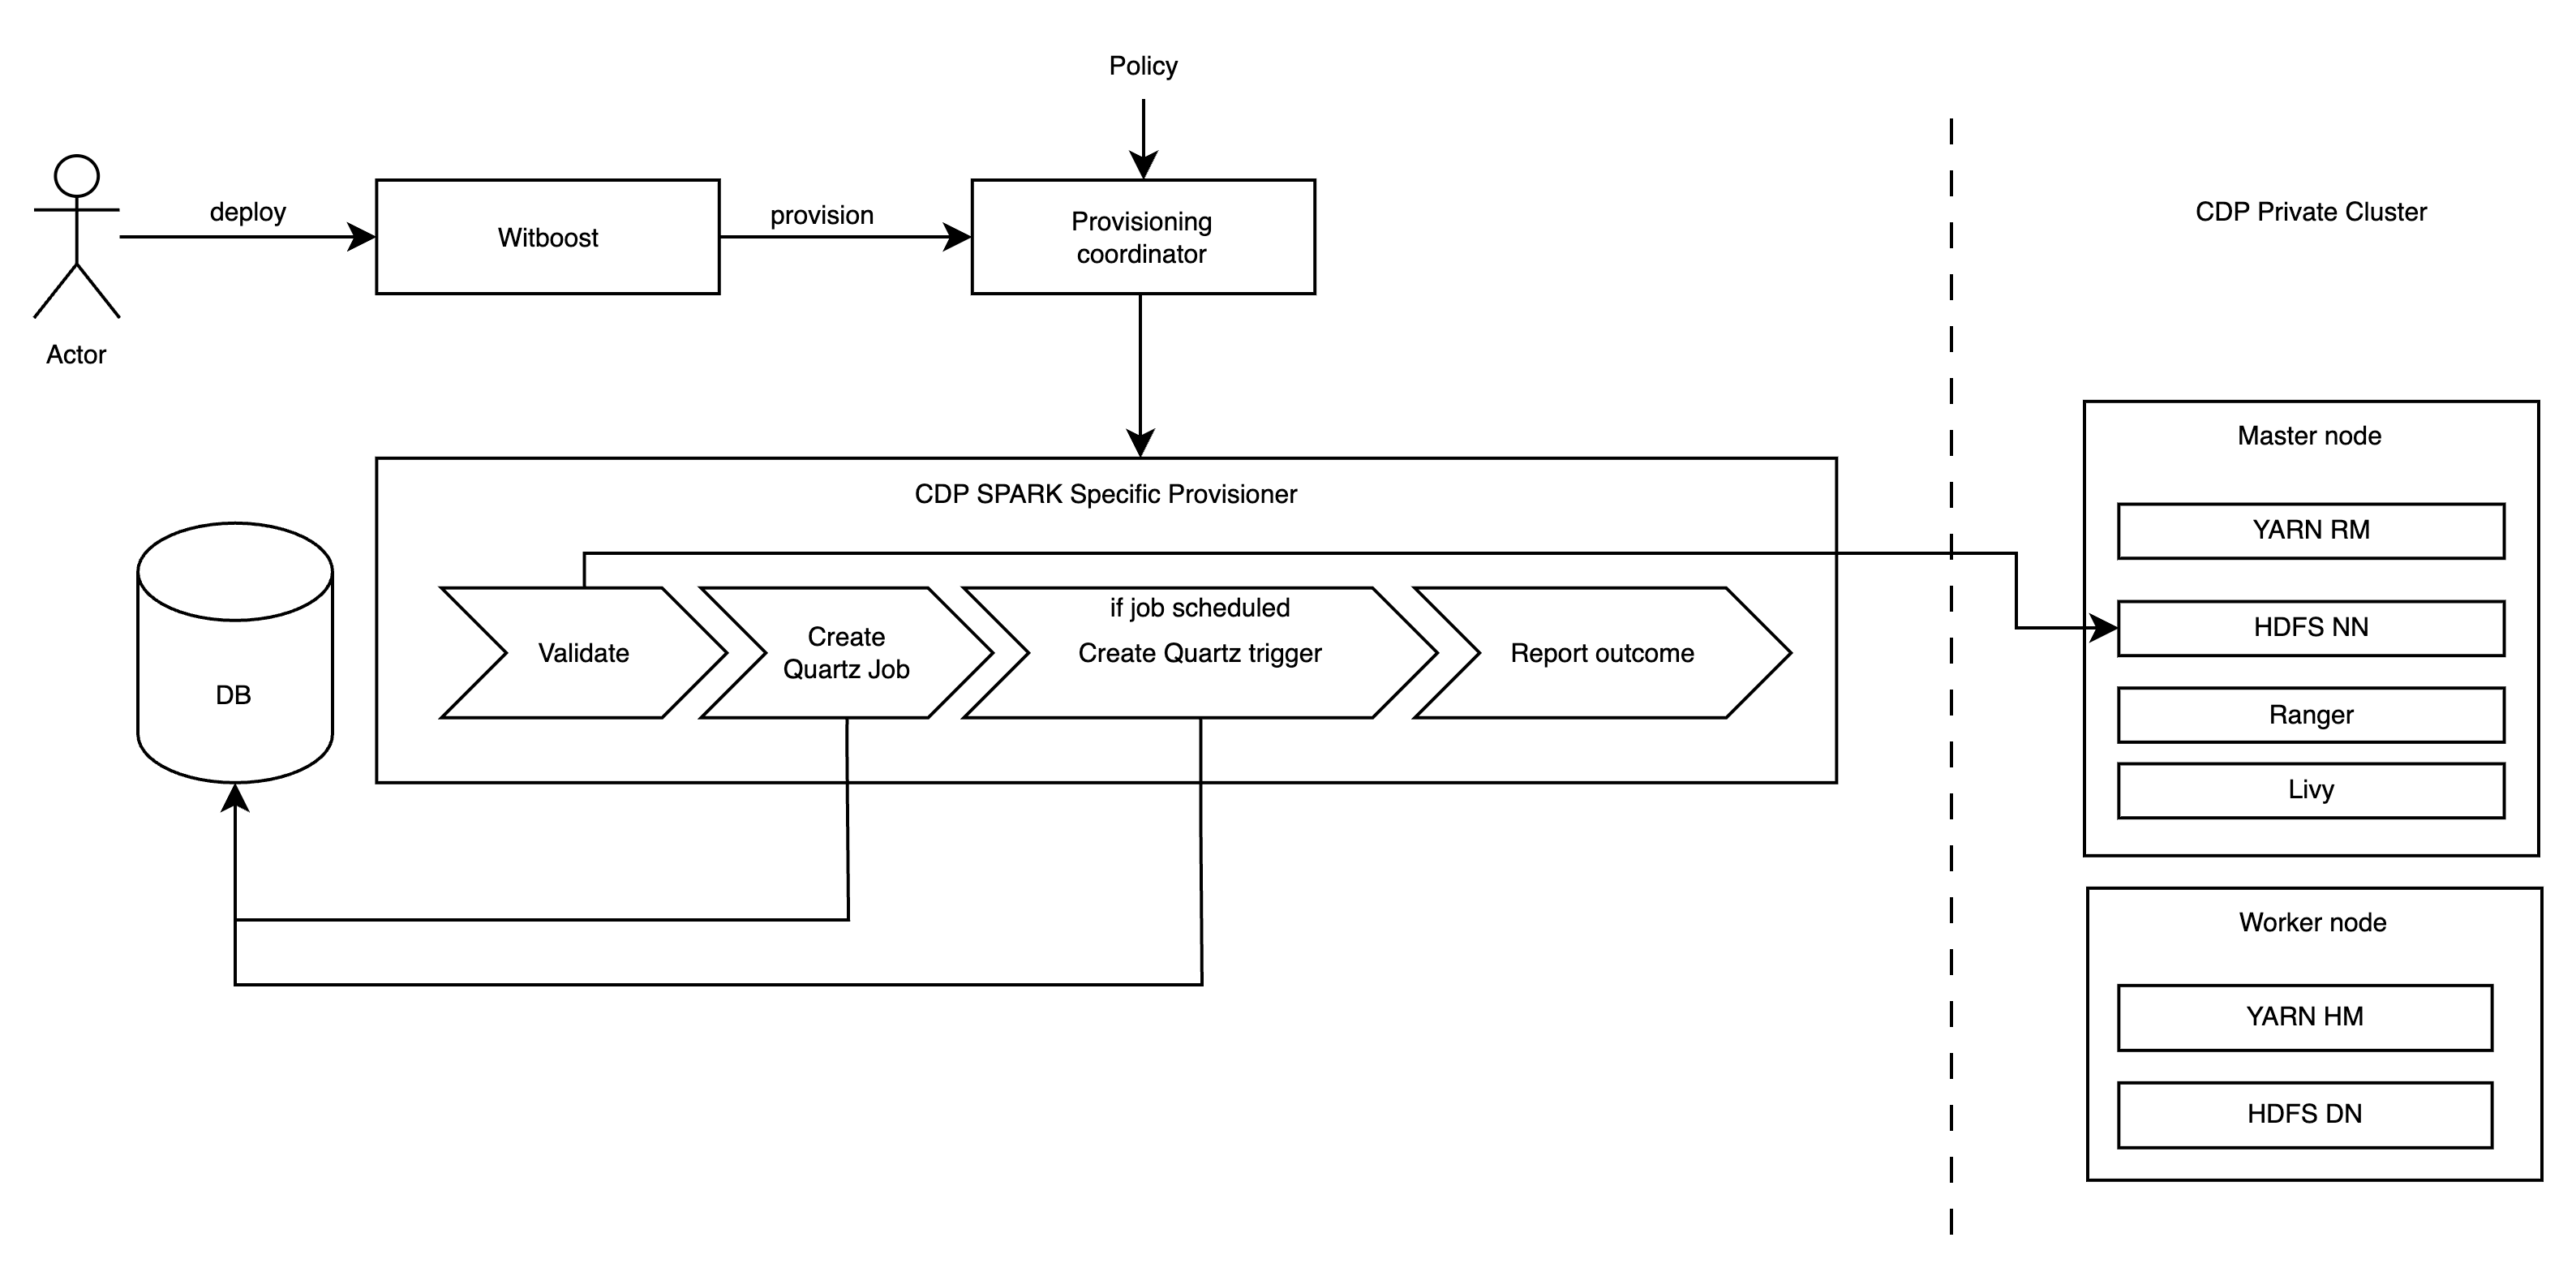 Policy
deploy
Witboost
provision
Provisioning
coordinator
CDP Private Cluster
Actor
Master node
CDP SPARK Specific Provisioner
YARN RM
HDFS NN
Ranger
Livy
DB
Validate
Create
Quartz Job
if job scheduled
Create Quartz trigger
Report outcome
Worker node
YARN HM
HDFS DN